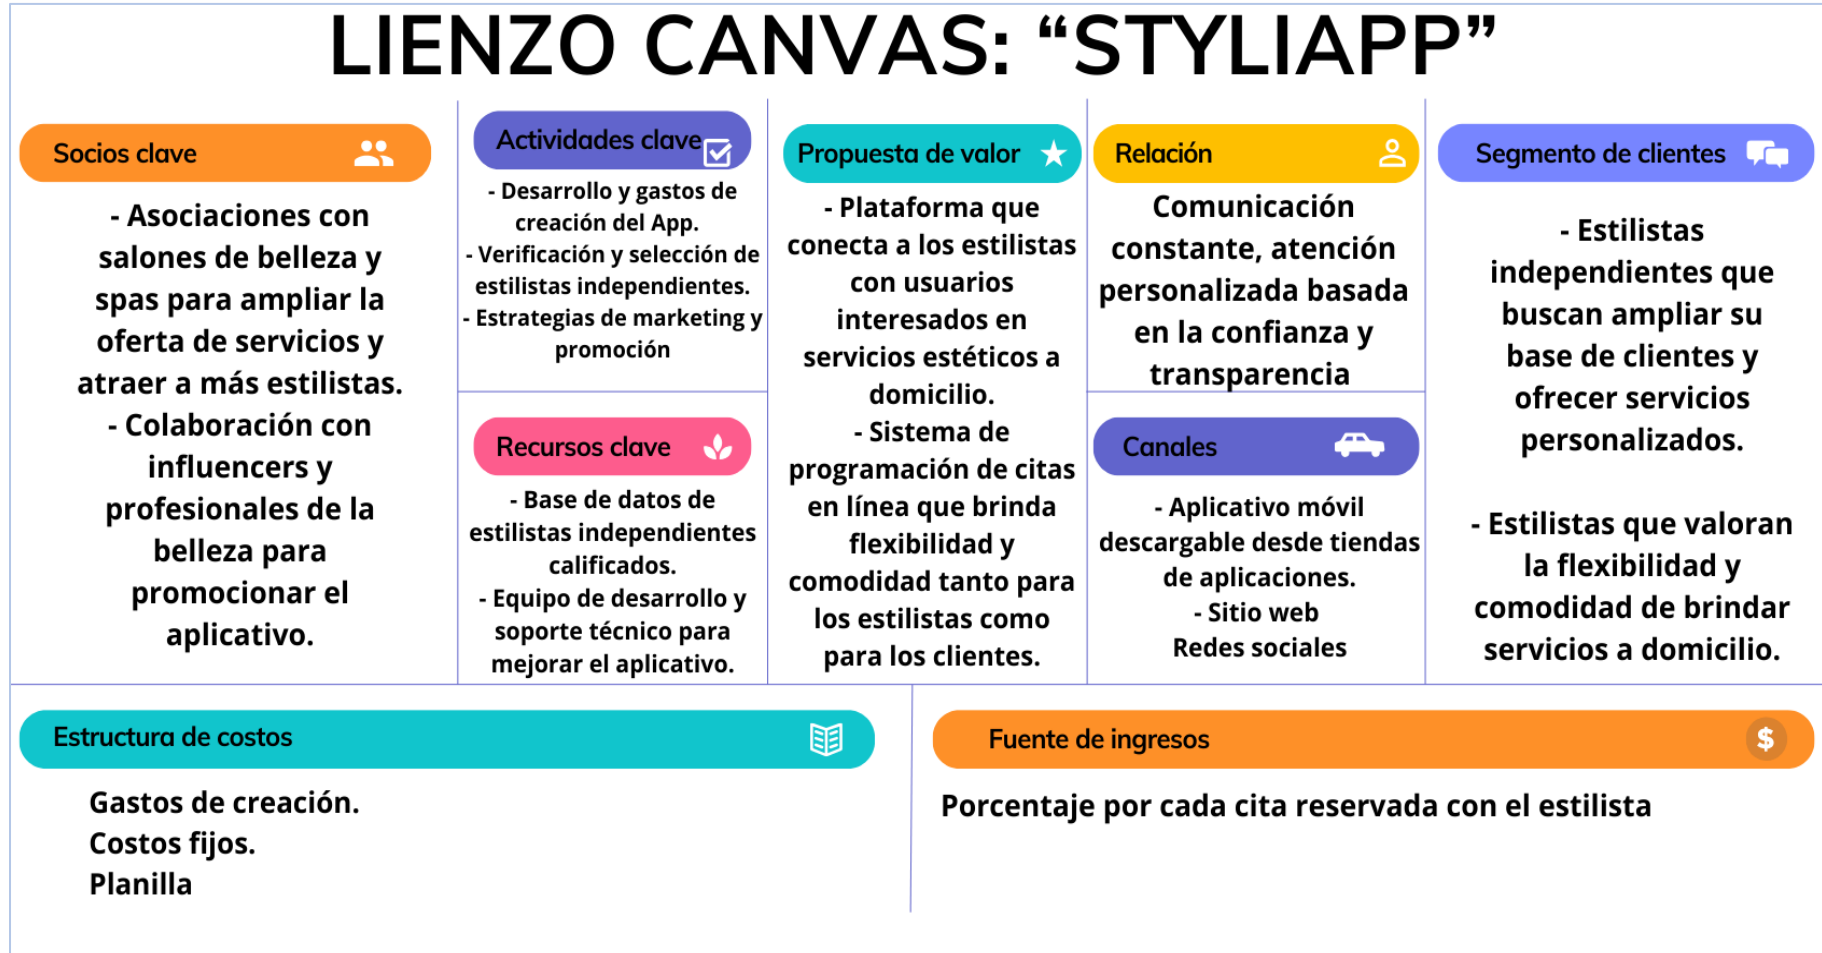 LIENZO CANVAS: “STYLIAPP”
Socios clave
- Asociaciones con
salones de belleza y
spas para ampliar la
oferta de servicios y
atraer a más estilistas.
- Colaboración con
influencers y
profesionales de la
belleza para
promocionar el
aplicativo.
Actividades clave
- Desarrollo y gastos de
creación del App.
- Verificación y selección de
estilistas independientes.
- Estrategias de marketing y
promoción
Recursos clave
- Base de datos de
estilistas independientes
calificados.
- Equipo de desarrollo y
soporte técnico para
mejorar el aplicativo.
Propuesta de valor
- Plataforma que
conecta a los estilistas
con usuarios
interesados en
servicios estéticos a
domicilio.
- Sistema de
programación de citas
en línea que brinda
flexibilidad y
comodidad tanto para
los estilistas como
para los clientes.
Relación
Comunicación
constante, atención
personalizada basada
en la confianza y
transparencia
Canales
- Aplicativo móvil
descargable desde tiendas
de aplicaciones.
- Sitio web
Redes sociales
Segmento de clientes
- Estilistas
independientes que
buscan ampliar su
base de clientes y
ofrecer servicios
personalizados.
- Estilistas que valoran
la flexibilidad y
comodidad de brindar
servicios a domicilio.
Estructura de costos
Gastos de creación.
Costos fijos.
Planilla
Fuente de ingresos
$
Porcentaje por cada cita reservada con el estilista